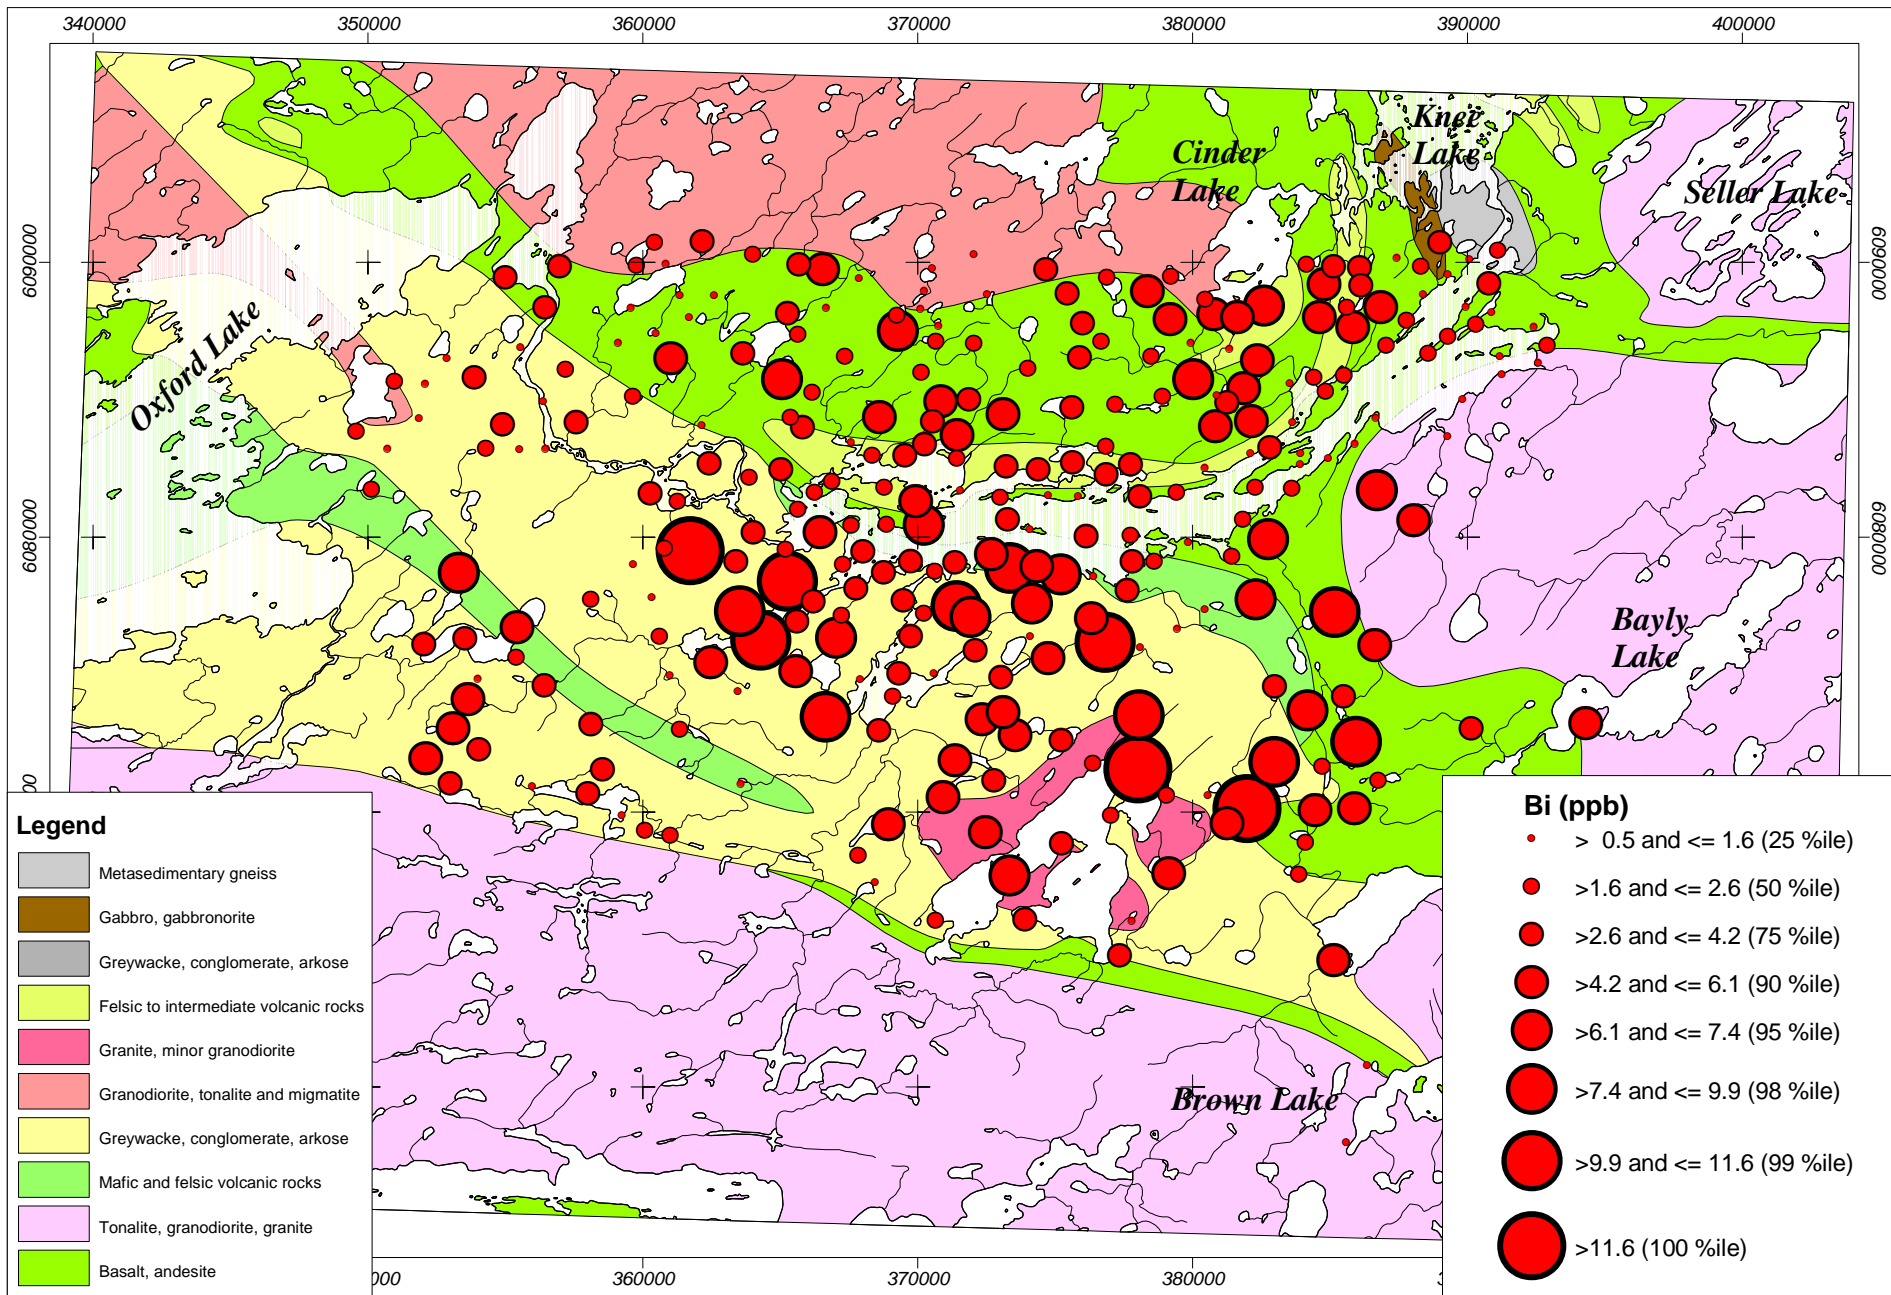 340000 350000 360000 370000 380000 390000 400000
6090000
6090000
6080000
6080000
Knee
Lake
Cinder
Lake
Seller Lake
Oxford Lake
Bayly
Lake
Brown Lake
Legend
Metasedimentary gneiss
Gabbro, gabbronorite
Greywacke, conglomerate, arkose
Felsic to intermediate volcanic rocks
Granite, minor granodiorite
Granodiorite, tonalite and migmatite
Greywacke, conglomerate, arkose
Mafic and felsic volcanic rocks
Tonalite, granodiorite, granite
Basalt, andesite
Bi (ppb)
> 0.5 and <= 1.6 (25 %ile)
>1.6 and <= 2.6 (50 %ile)
>2.6 and <= 4.2 (75 %ile)
>4.2 and <= 6.1 (90 %ile)
>6.1 and <= 7.4 (95 %ile)
>7.4 and <= 9.9 (98 %ile)
>9.9 and <= 11.6 (99 %ile)
>11.6 (100 %ile)
360000 370000 380000